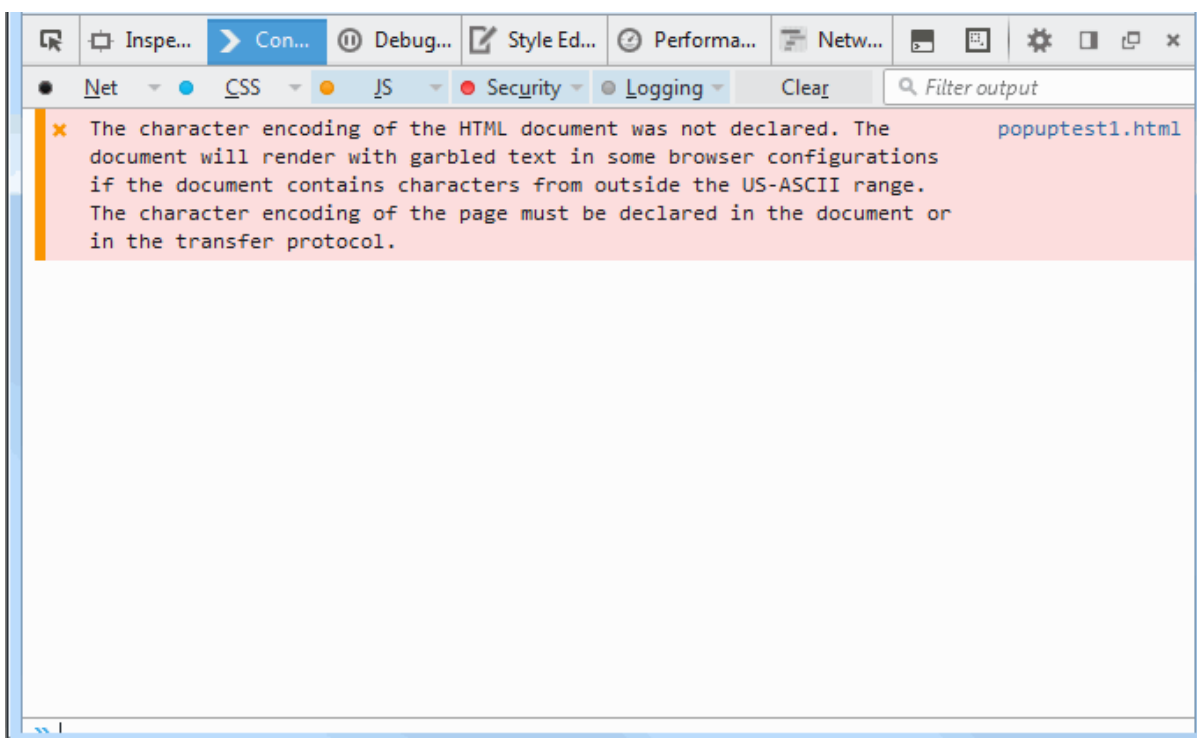 Inspe... Con... Debug... Style Ed... Performa... Netw...
Net CSS JS Security Logging Clear Filter output
The character encoding of the HTML document was not declared. The popuptest1.html
document will render with garbled text in some browser configurations
if the document contains characters from outside the US-ASCII range.
The character encoding of the page must be declared in the document or
in the transfer protocol.